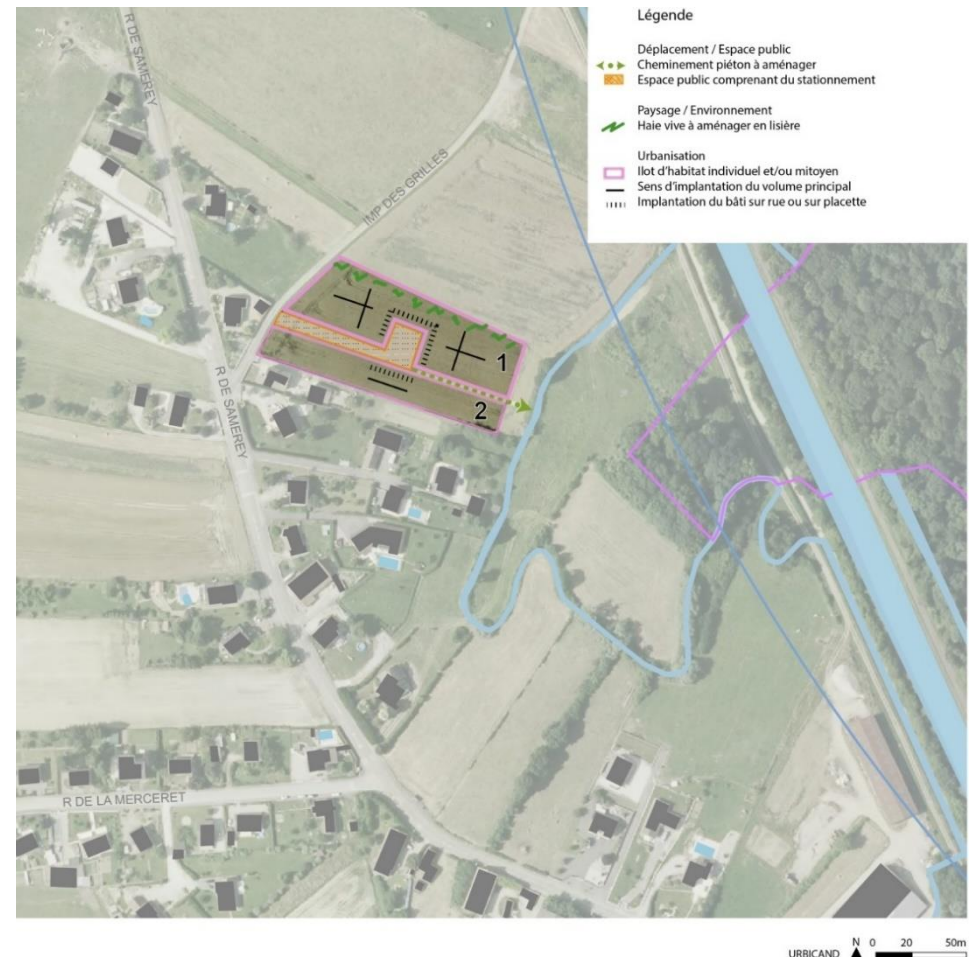 Légende
Déplacement / Espace public
Cheminement piéton à aménager
Espace public comprenant du stationnement
Paysage / Environnement
Haie vive à aménager en lisière
Urbanisation
Ilot d'habitat individuel et/ou mitoyen
Sens d'implantation du volume principal
Implantation du bâti sur rue ou sur placette
R DE SAMEREY
IMP DES GRILLES
1
2
R DE SAMEREY
R DE LA MERCERET
URBICAND
N 0 20 50m